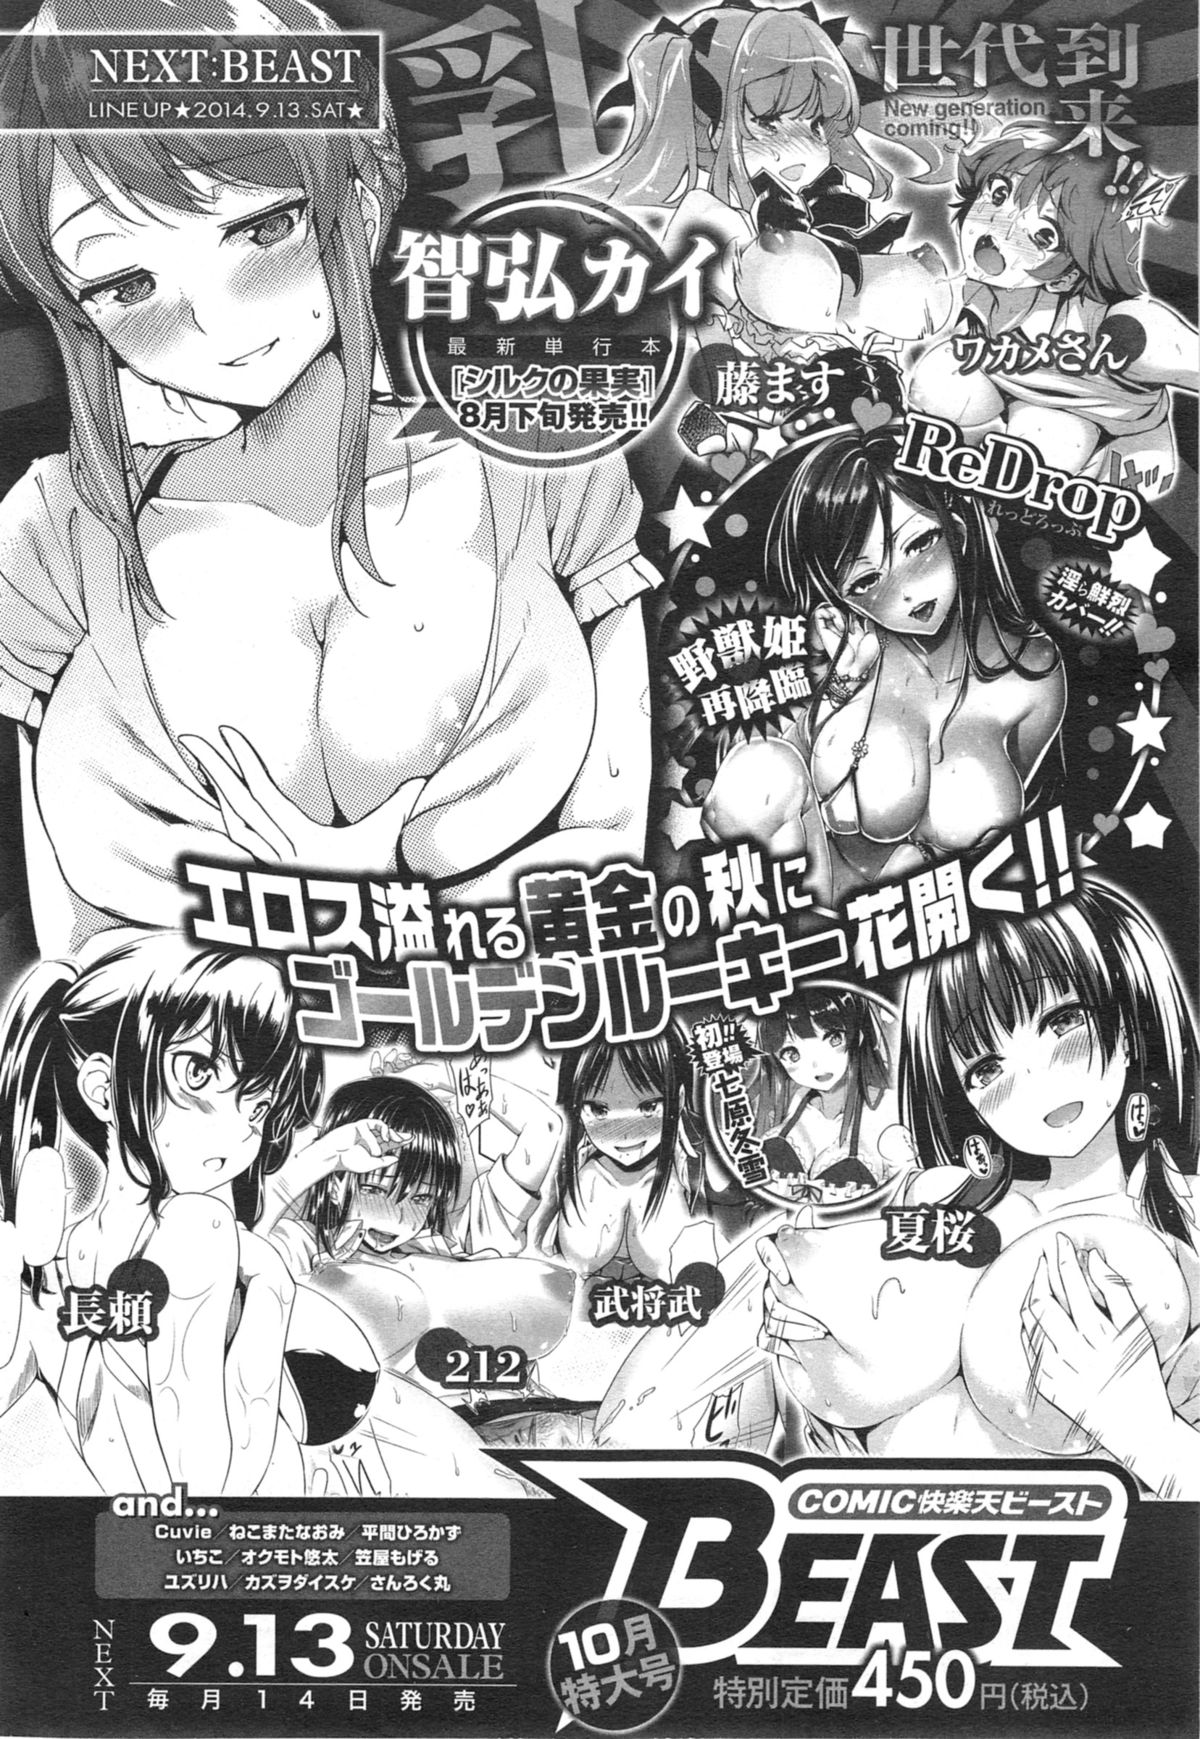 NEXT:BEAST
LINE UP★2014.9.13.SAT★
乳世代到来!!
New generation
coming!!
智弘カイ
最新単行本
『シルクの果実』
8月下旬発売!!
藤ます
ワカメさん
ReDrop
れっどろっぷ
淫ら鮮烈
カバー!!
野獣姫
再降臨
エロス溢れる黄金の秋に
ゴールデンルーキー花開く!!
初!!
登場
七原冬雪
長頼
212
武将武
夏桜
and...
Cuvie/ねこまたなおみ/平間ひろかず
いちこ/オクモト悠太/笠屋もげる
ユズリハ/カズヲダイスケ/さんろく丸
NEXT
9.13 SATURDAY
ONSALE
毎月14日発売
COMIC快楽天ビースト
BEAST
10月
特大号
特別定価450円(税込)